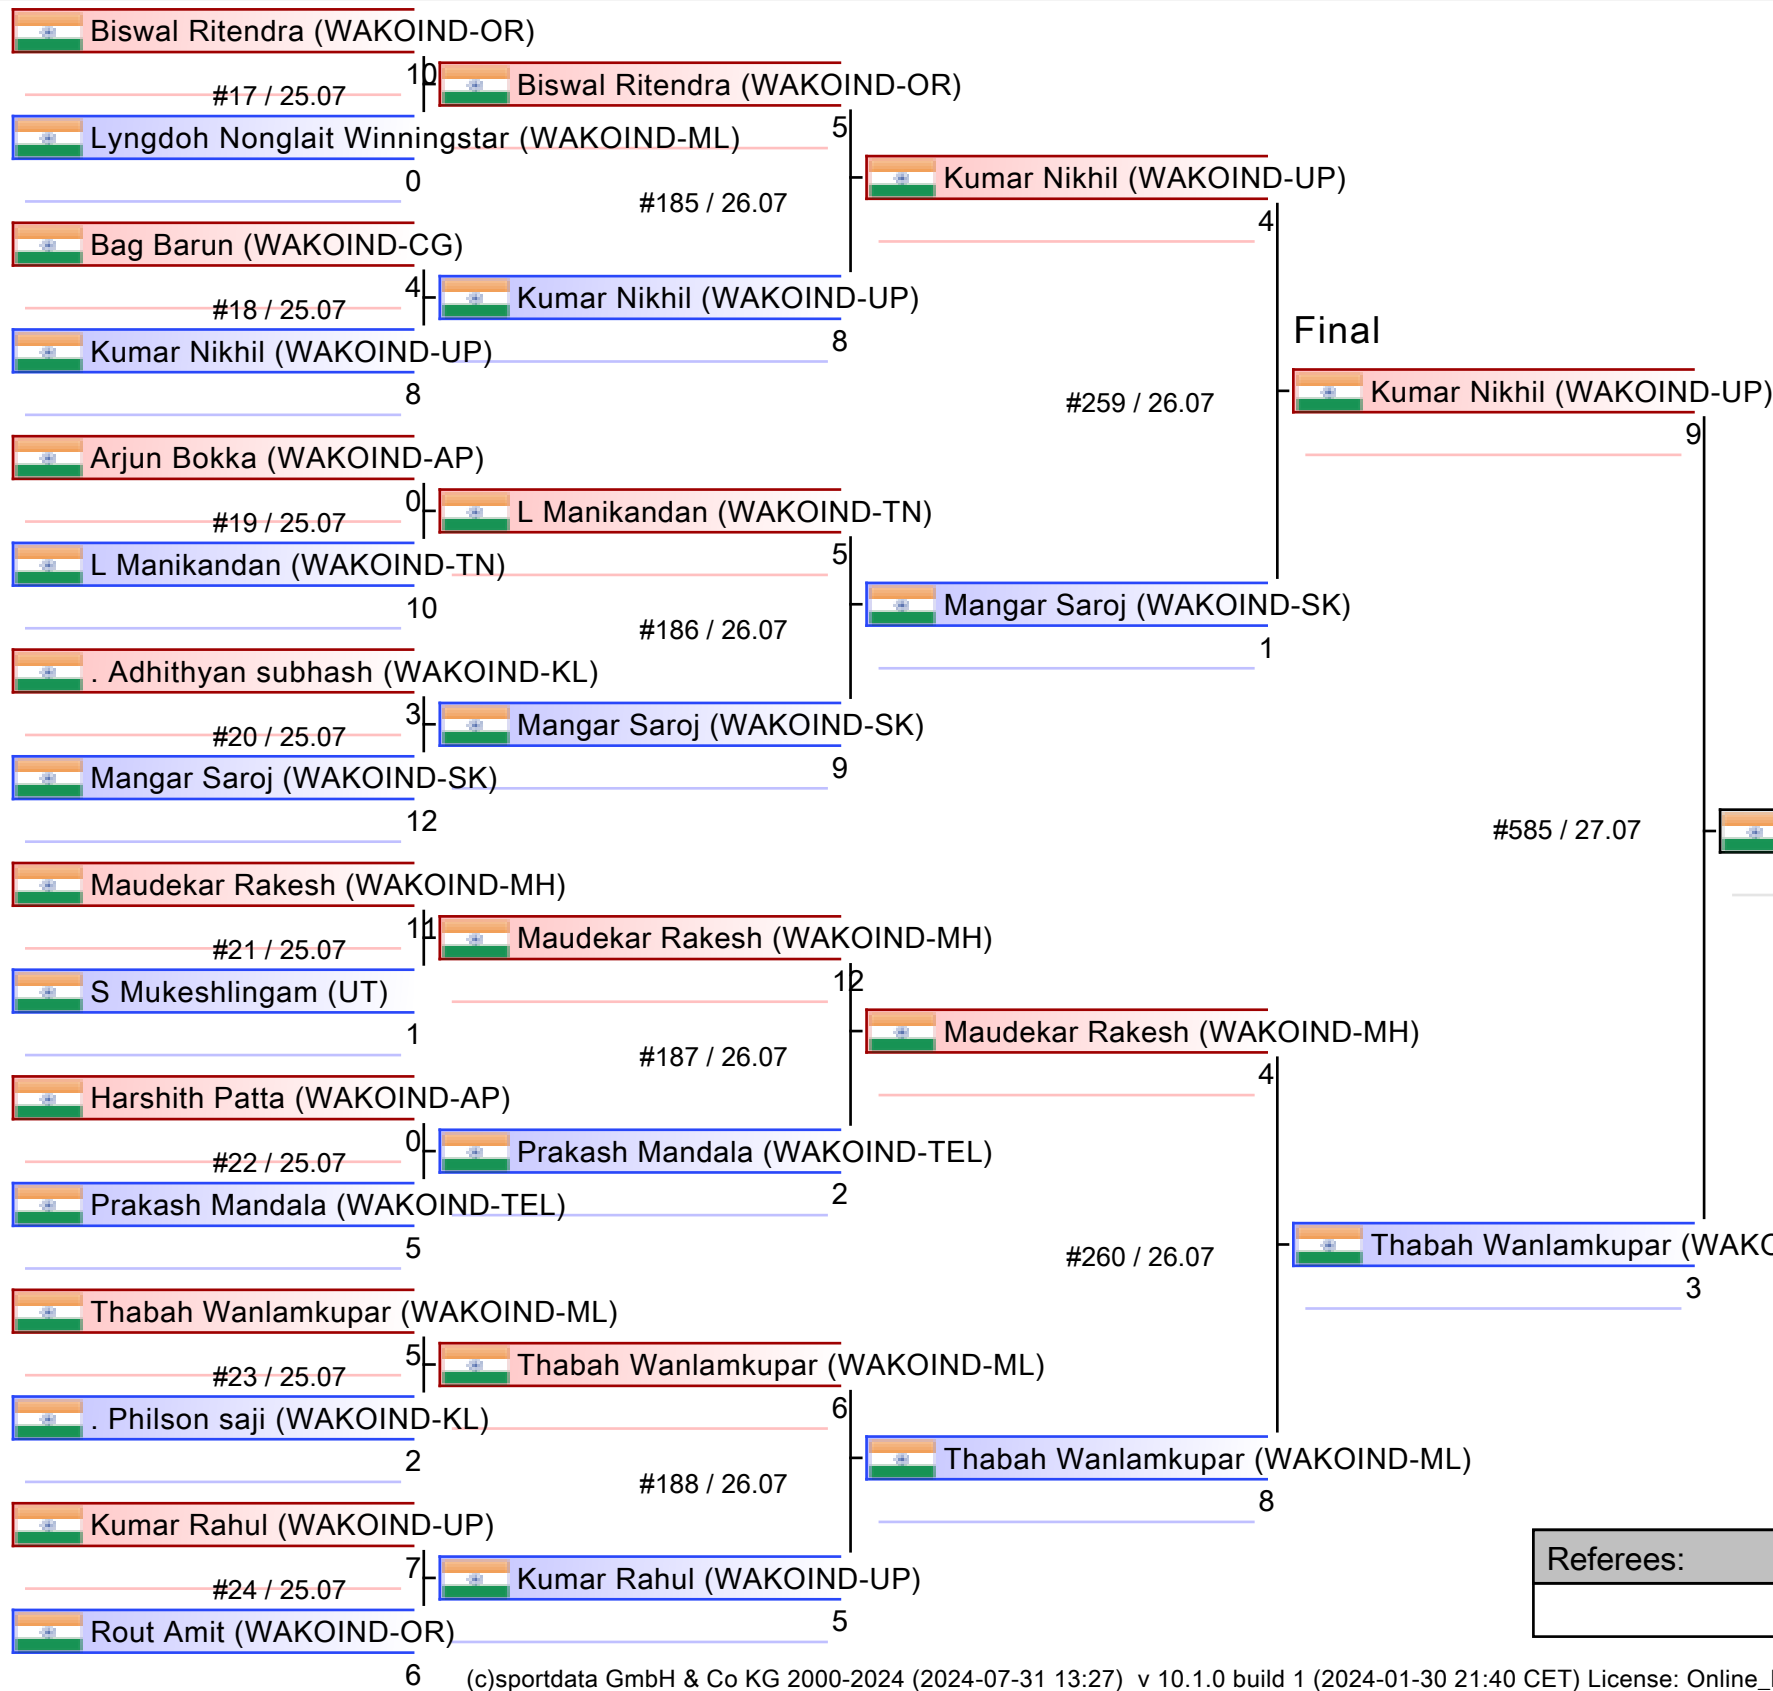 Biswal Ritendra (WAKOIND-OR)
10
#17 / 25.07
Lyngdoh Nonglait Winningstar (WAKOIND-ML)
0
Bag Barun (WAKOIND-CG)
4
#18 / 25.07
Kumar Nikhil (WAKOIND-UP)
8
Arjun Bokka (WAKOIND-AP)
0
#19 / 25.07
L Manikandan (WAKOIND-TN)
10
. Adhithyan subhash (WAKOIND-KL)
3
#20 / 25.07
Mangar Saroj (WAKOIND-SK)
12
Maudekar Rakesh (WAKOIND-MH)
11
#21 / 25.07
S Mukeshlingam (UT)
1
Harshith Patta (WAKOIND-AP)
0
#22 / 25.07
Prakash Mandala (WAKOIND-TEL)
5
Thabah Wanlamkupar (WAKOIND-ML)
5
#23 / 25.07
. Philson saji (WAKOIND-KL)
2
Kumar Rahul (WAKOIND-UP)
7
#24 / 25.07
Rout Amit (WAKOIND-OR)
6
Biswal Ritendra (WAKOIND-OR)
5
#185 / 26.07
Kumar Nikhil (WAKOIND-UP)
8
L Manikandan (WAKOIND-TN)
5
#186 / 26.07
Mangar Saroj (WAKOIND-SK)
9
Maudekar Rakesh (WAKOIND-MH)
12
#187 / 26.07
Prakash Mandala (WAKOIND-TEL)
2
Thabah Wanlamkupar (WAKOIND-ML)
6
#188 / 26.07
Kumar Rahul (WAKOIND-UP)
5
Kumar Nikhil (WAKOIND-UP)
4
#259 / 26.07
Mangar Saroj (WAKOIND-SK)
1
Maudekar Rakesh (WAKOIND-MH)
4
#260 / 26.07
Thabah Wanlamkupar (WAKOIND-ML)
8
Final
Kumar Nikhil (WAKOIND-UP)
9
#585 / 27.07
Thabah Wanlamkupar
3
Referees:
(c)sportdata GmbH & Co KG 2000-2024 (2024-07-31 13:27) v 10.1.0 build 1 (2024-01-30 21:40 CET) License: Online_